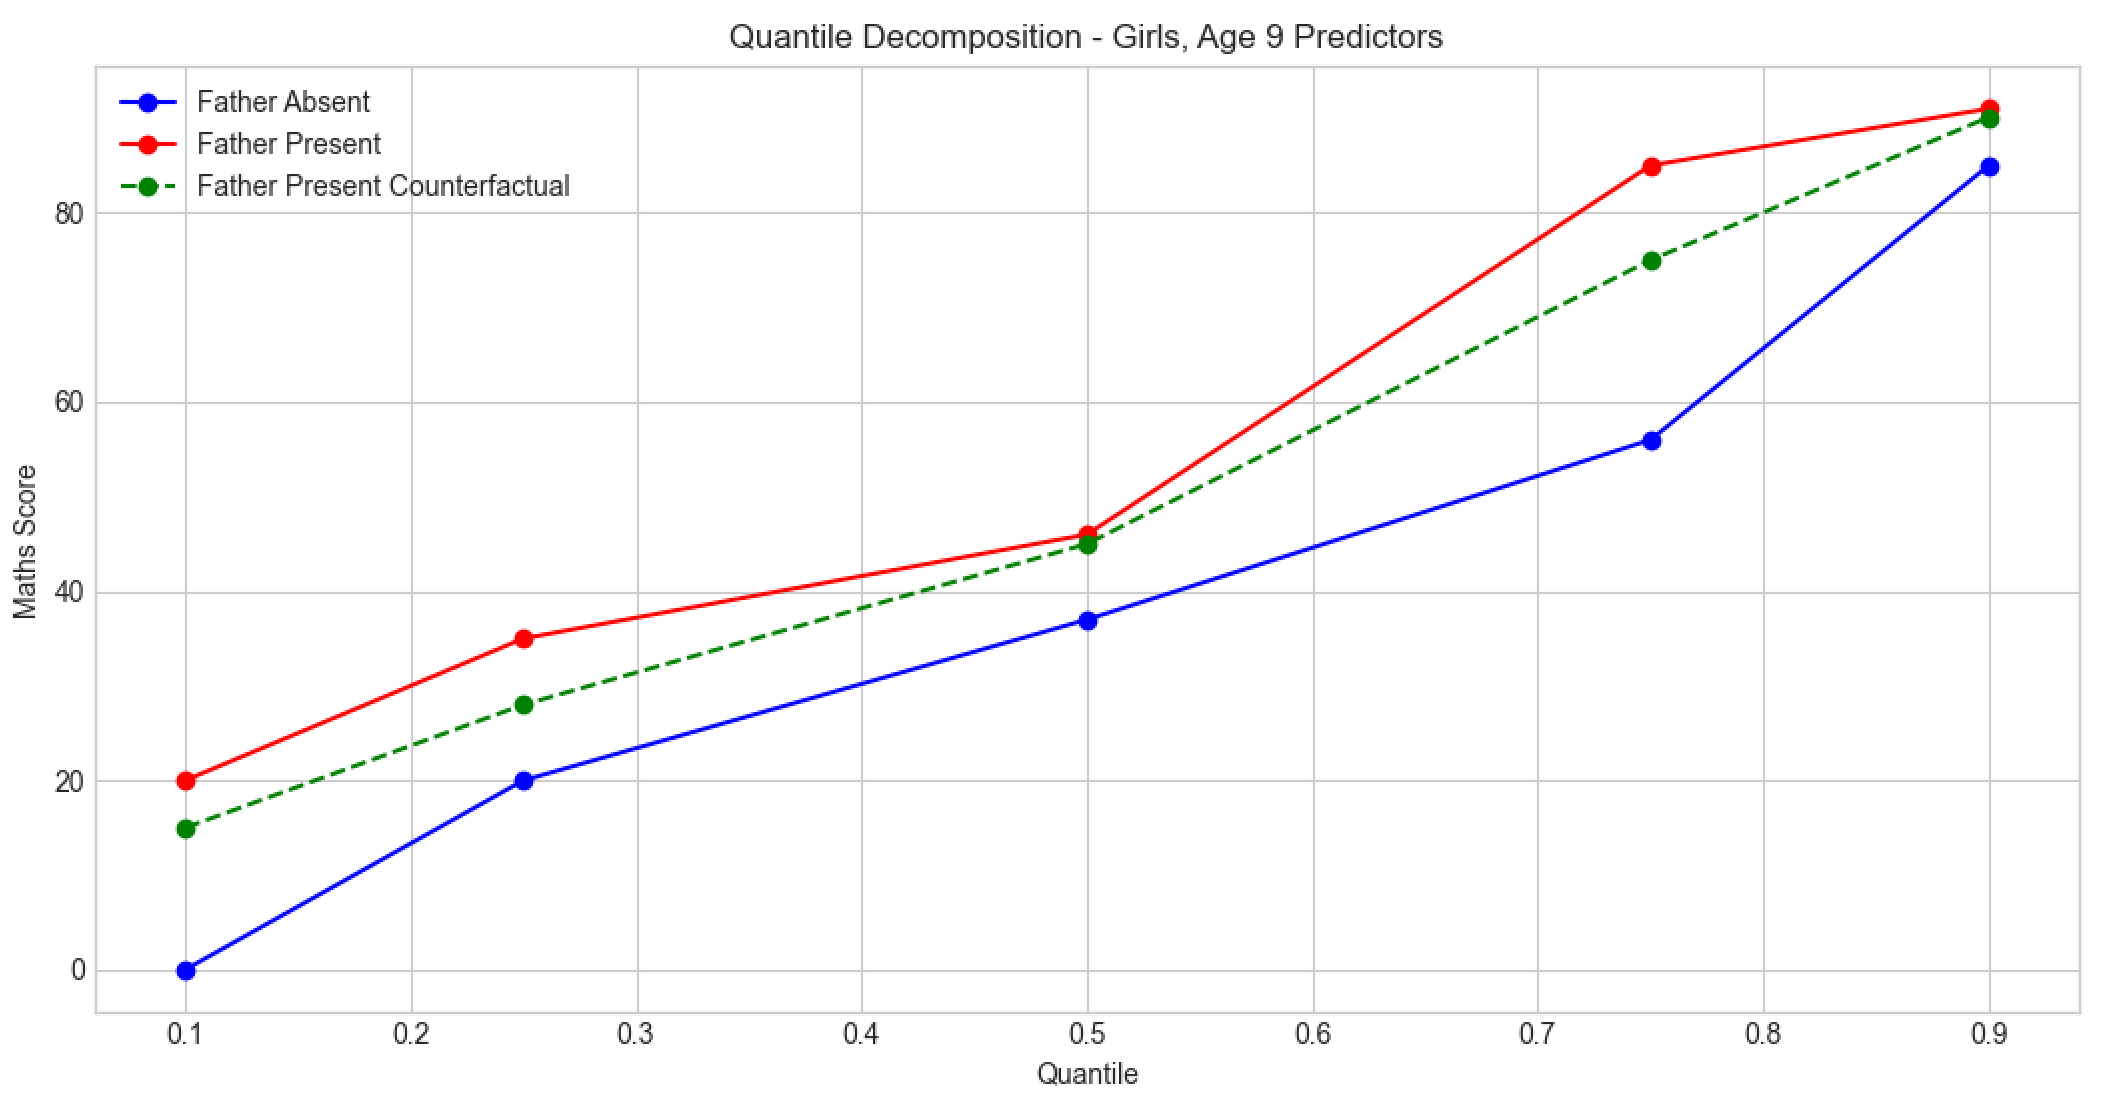 Quantile Decomposition - Girls, Age 9 Predictors
Father Absent
Father Present
Father Present Counterfactual
80
60
40
20
0
Maths Score
0.1 0.2 0.3 0.4 0.5 0.6 0.7 0.8 0.9
Quantile